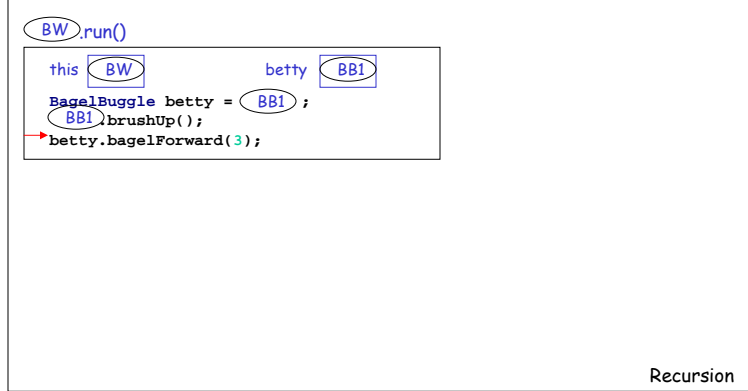 BW.run()
this BW betty BB1
BagelBuggle betty = BB1 ;
BB1.brushUp();
betty.bagelForward(3);
Recursion